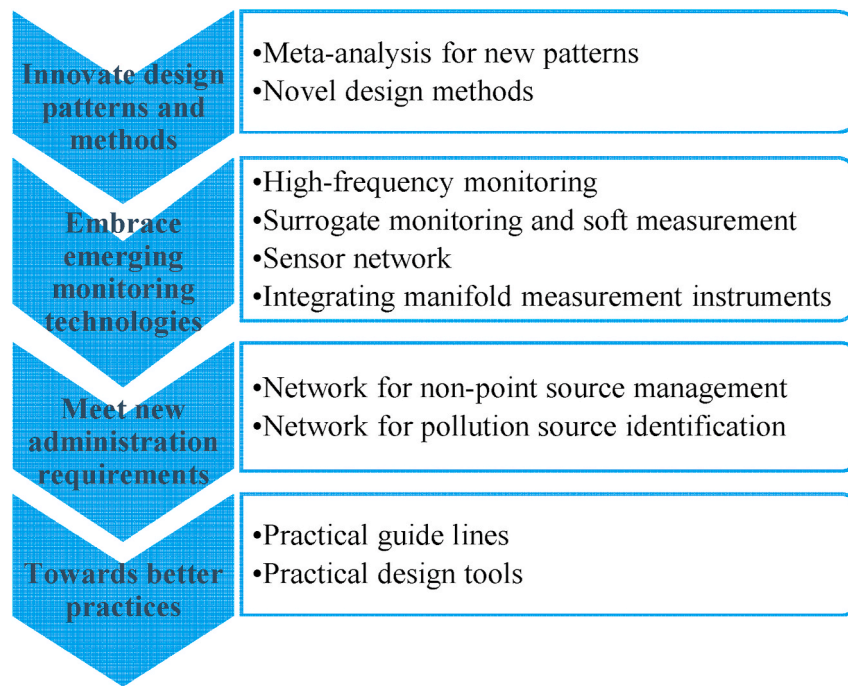 Innovate design
patterns and
methods
•Meta-analysis for new patterns
•Novel design methods
Embrace
emerging
monitoring
technologies
•High-frequency monitoring
•Surrogate monitoring and soft measurement
•Sensor network
•Integrating manifold measurement instruments
Meet new
administration
requirements
•Network for non-point source management
•Network for pollution source identification
Towards better
practices
•Practical guide lines
•Practical design tools